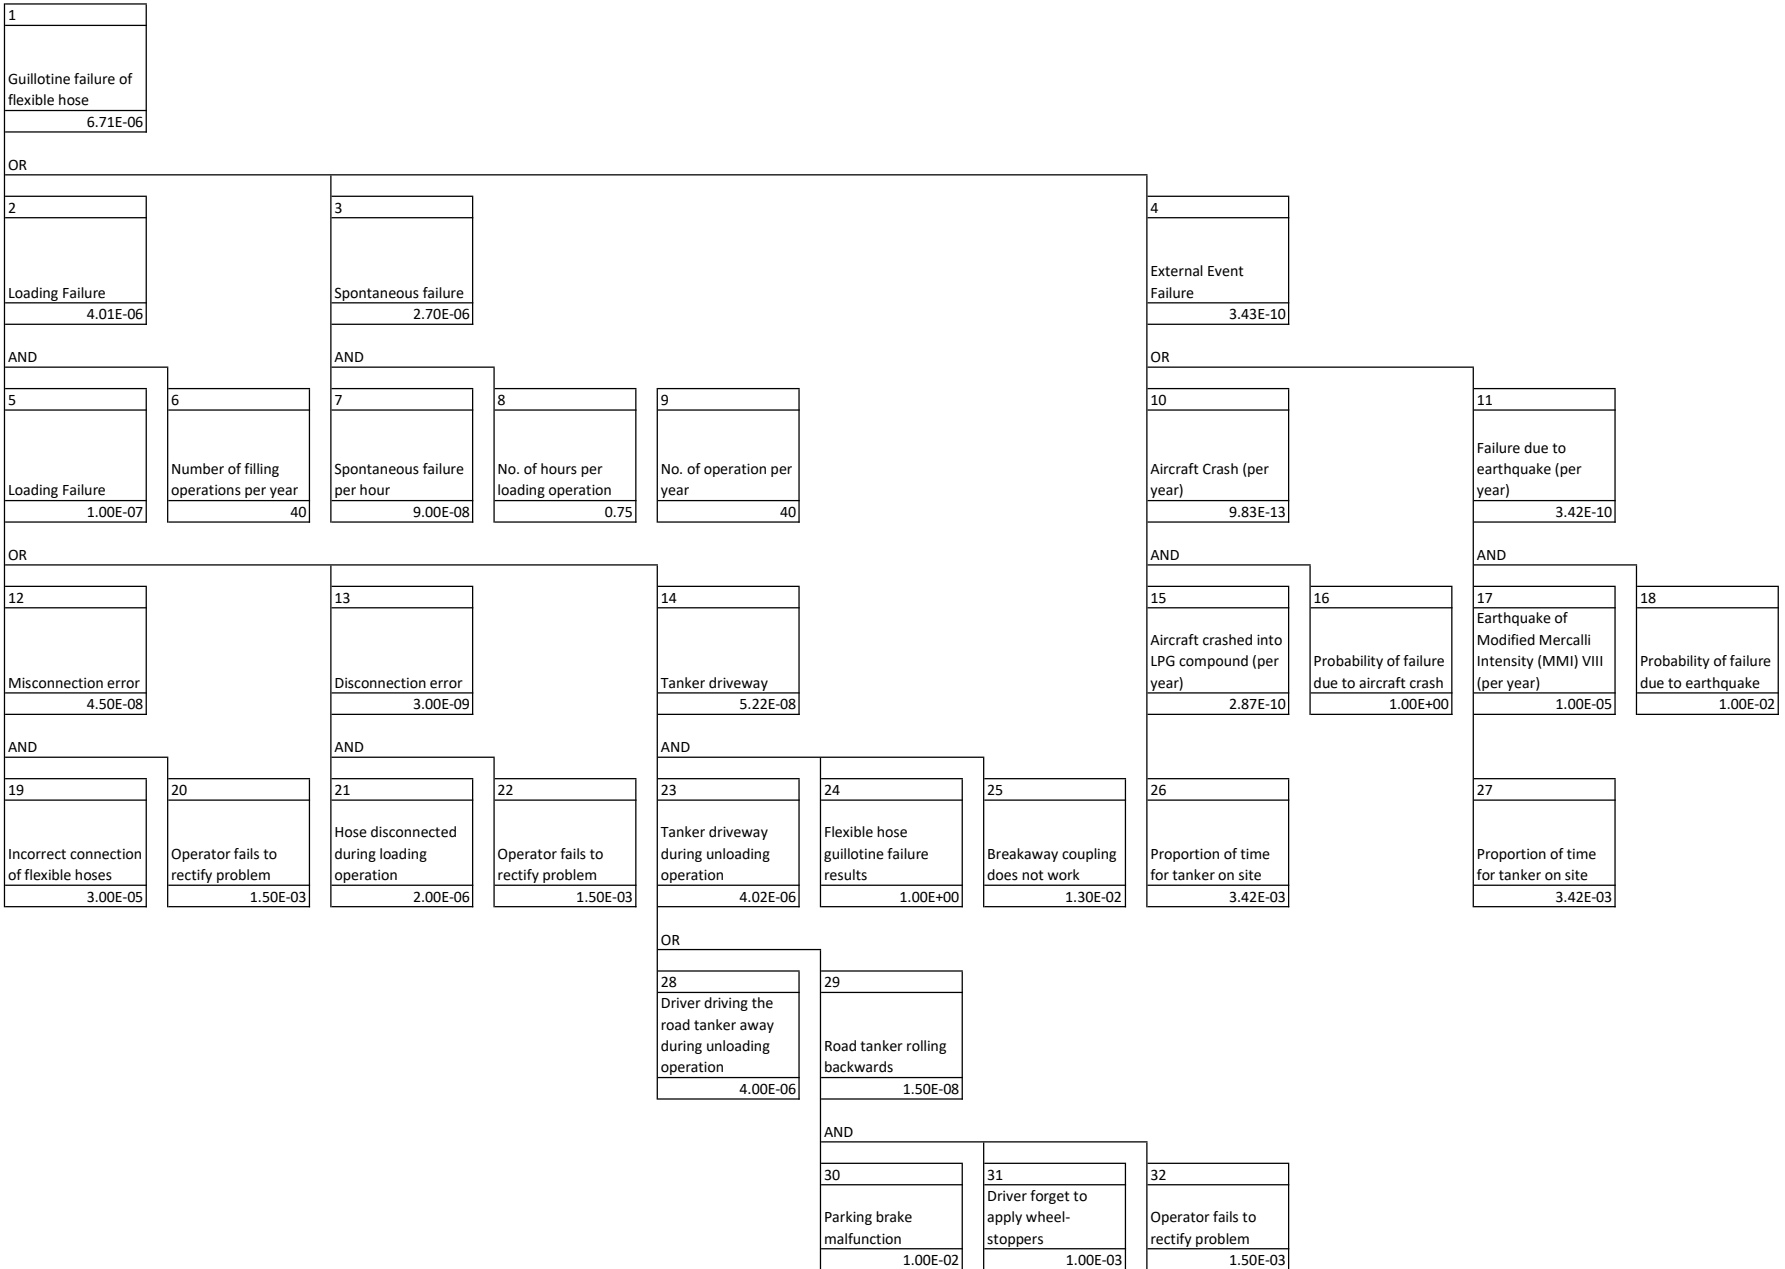 1
Guillotine failure of
flexible hose
6.71E-06
OR
2
Loading Failure
4.01E-06
3
Spontaneous failure
2.70E-06
4
External Event
Failure
3.43E-10
AND
AND
OR
5
Loading Failure
1.00E-07
6
Number of filling
operations per year
40
7
Spontaneous failure
per hour
9.00E-08
8
No. of hours per
loading operation
0.75
9
No. of operation per
year
40
10
Aircraft Crash (per
year)
9.83E-13
11
Failure due to
earthquake (per
year)
3.42E-10
OR
AND
AND
12
Misconnection error
4.50E-08
13
Disconnection error
3.00E-09
14
Tanker driveway
5.22E-08
15
Aircraft crashed into
LPG compound (per
year)
2.87E-10
16
Probability of failure
due to aircraft crash
1.00E+00
17
Earthquake of
Modified Mercalli
Intensity (MMI) VIII
(per year)
1.00E-05
18
Probability of failure
due to earthquake
1.00E-02
AND
AND
AND
19
Incorrect connection
of flexible hoses
3.00E-05
20
Operator fails to
rectify problem
1.50E-03
21
Hose disconnected
during loading
operation
2.00E-06
22
Operator fails to
rectify problem
1.50E-03
23
Tanker driveway
during unloading
operation
4.02E-06
24
Flexible hose
guillotine failure
results
1.00E+00
25
Breakaway coupling
does not work
1.30E-02
26
Proportion of time
for tanker on site
3.42E-03
27
Proportion of time
for tanker on site
3.42E-03
OR
28
Driver driving the
road tanker away
during unloading
operation
4.00E-06
29
Road tanker rolling
backwards
1.50E-08
AND
30
Parking brake
malfunction
1.00E-02
31
Driver forget to
apply wheel-
stoppers
1.00E-03
32
Operator fails to
rectify problem
1.50E-03